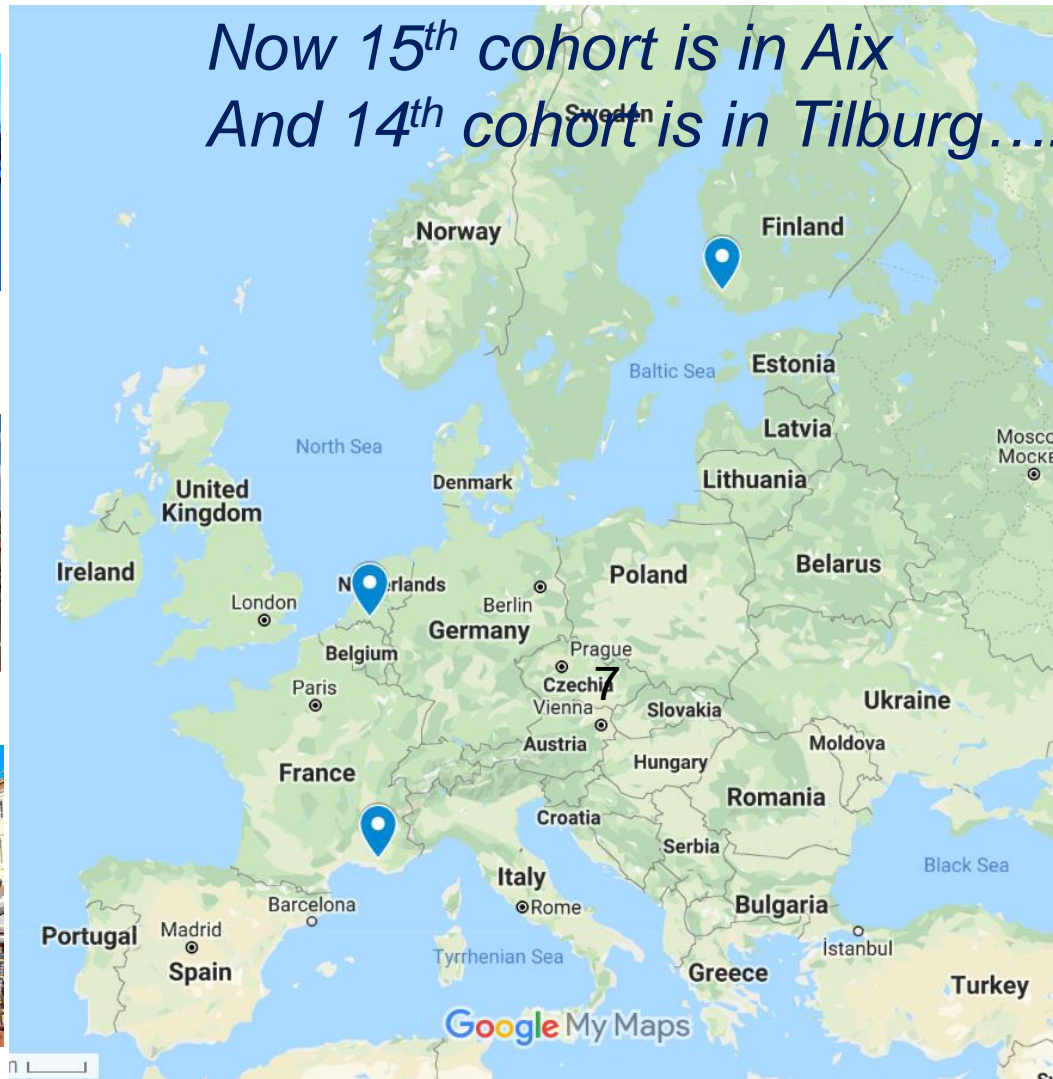 Now 15th cohort is in Aix
And 14th cohort is in Tilburg....
Sweden
Norway
Finland
Baltic Sea
Estonia
North Sea
Latvia
Moscow
Москв
Denmark
Lithuania
United
Kingdom
Ireland
Belarus
Poland
London
Berlin
Germany
Belgium
Prague
Czechia
7
Paris
Ukraine
Vienna
Slovakia
Austria
Moldova
Hungary
France
Romania
Croatia
Serbia
Black Sea
Italy
Barcelona
Rome
Bulgaria
Portugal
Madrid
İstanbul
Spain
Tyrrhenian Sea
Greece
Turkey
Google My Maps